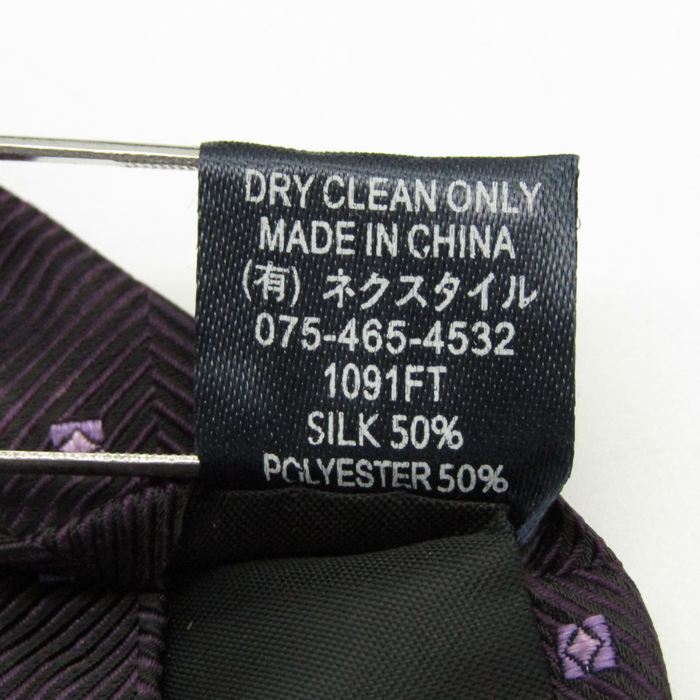 DRY CLEAN ONLY
MADE IN CHINA
(有) ネクスタイル
075-465-4532
1091FT
SILK 50%
POLYESTER 50%